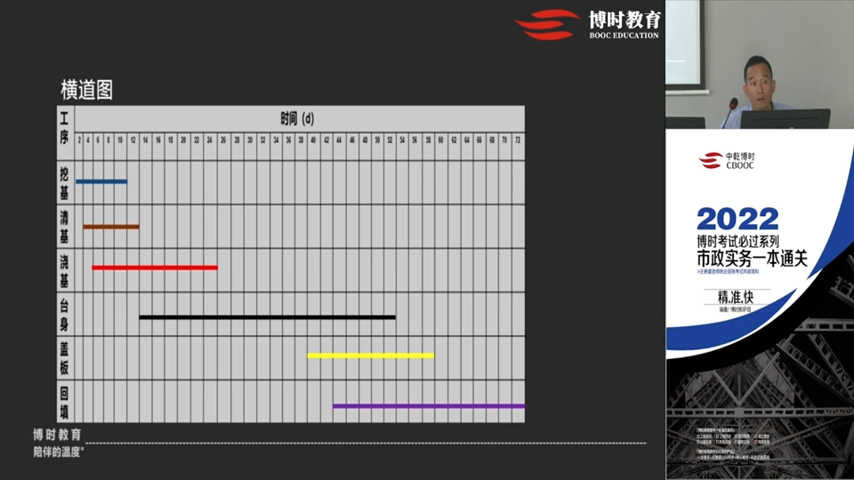 博时教育
BOOC EDUCATION
横道图
工序
时间（d）
2 4 6 8 10 12 14 16 18 20 22 24 26 28 30 32 34 36 38 40 42 44 46 48 50 52 54 56 58 60 62 64 66 68 70 72
挖基
清基
浇基
台身
盖板
回填
博时教育
陪伴的温度
中乾博时
CBOOC
2022
博时考试必过系列
市政实务一本通关
精,准,快